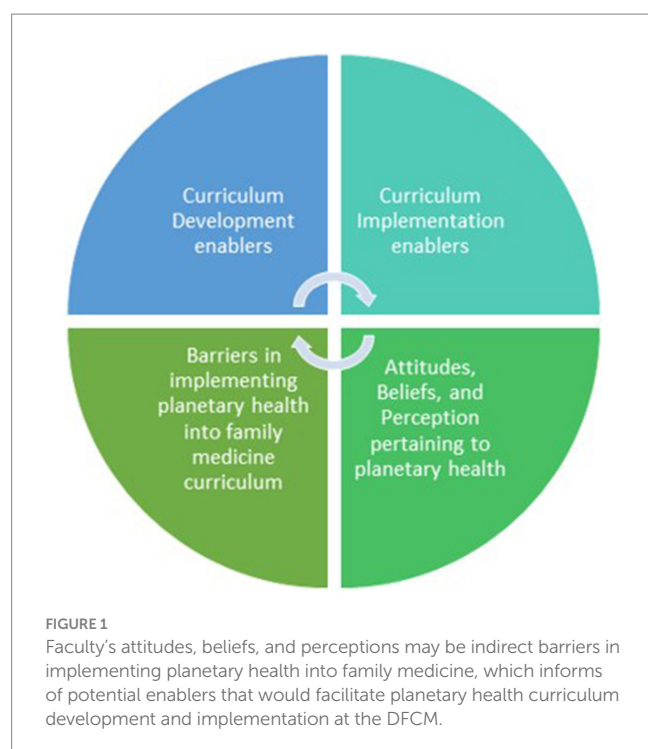 Curriculum
Development
enablers
Curriculum
Implementation
enablers
Barriers in
implementing
planetary health
into family
medicine
curriculum
Attitudes,
Beliefs, and
Perception
pertaining to
planetary health
FIGURE 1
Faculty's attitudes, beliefs, and perceptions may be indirect barriers in
implementing planetary health into family medicine, which informs
of potential enablers that would facilitate planetary health curriculum
development and implementation at the DFCM.